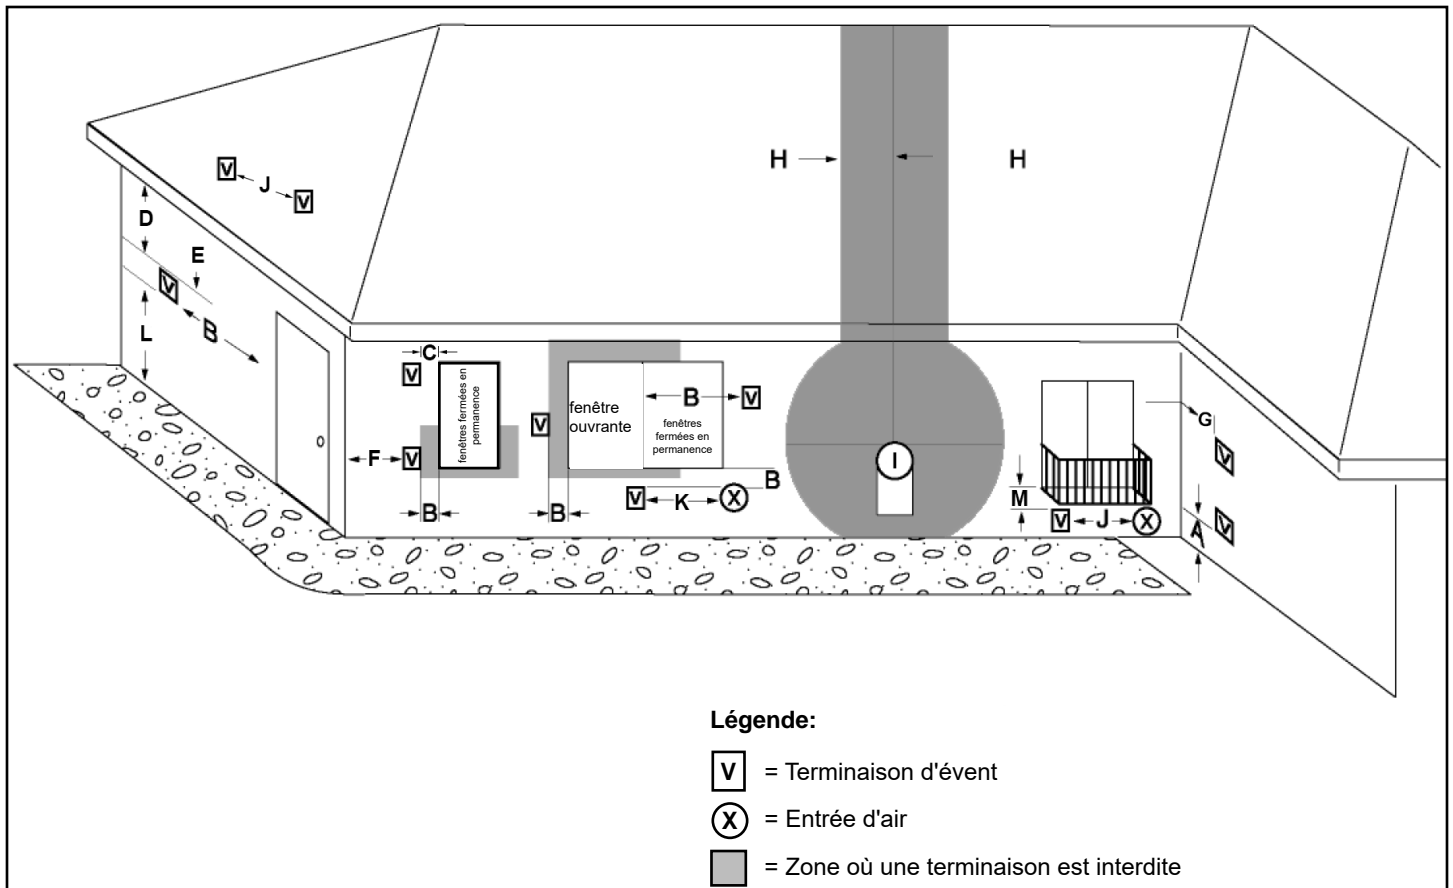 H
H
V
J
V
D
E
V
B
L
C
V
fenêtres fermées en
permanence
F
V
B
fenêtre
ouvrante
V
B
V
fenêtres
fermées en
permanence
B
B
V
K
X
I
G
V
M
V
J
X
A
V
Légende:
V = Terminaison d'évent
X = Entrée d'air
= Zone où une terminaison est interdite